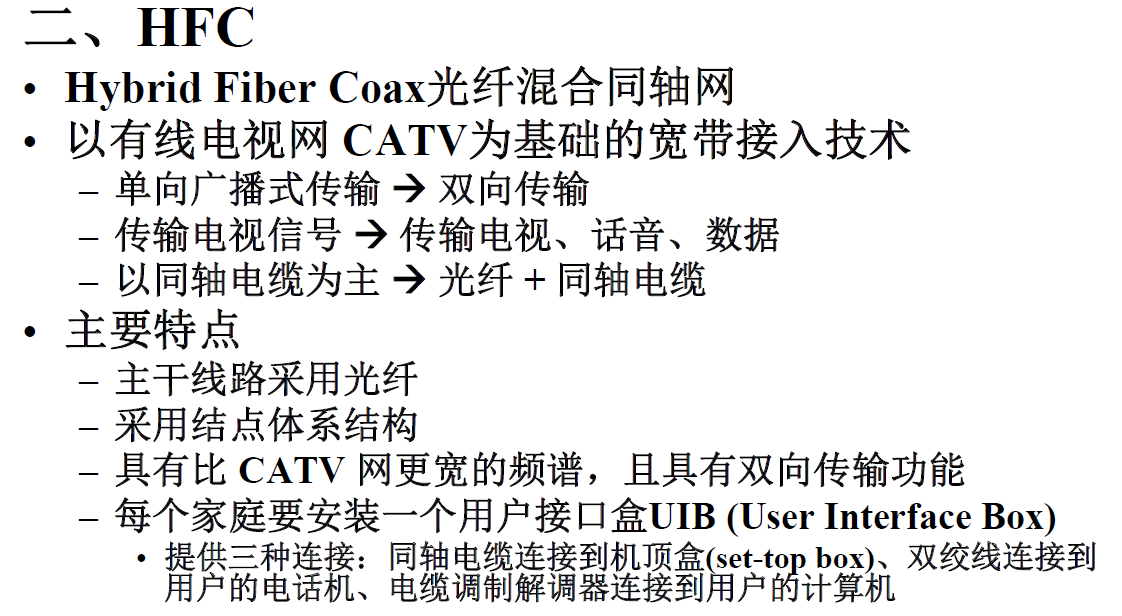 二、HFC
• Hybrid Fiber Coax光纤混合同轴网
• 以有线电视网 CATV为基础的宽带接入技术
– 单向广播式传输 → 双向传输
– 传输电视信号 → 传输电视、话音、数据
– 以同轴电缆为主 → 光纤 + 同轴电缆
• 主要特点
– 主干线路采用光纤
– 采用结点体系结构
– 具有比 CATV 网更宽的频谱，且具有双向传输功能
– 每个家庭要安装一个用户接口盒UIB (User Interface Box)
• 提供三种连接：同轴电缆连接到机顶盒(set-top box)、双绞线连接到
用户的电话机、电缆调制解调器连接到用户的计算机